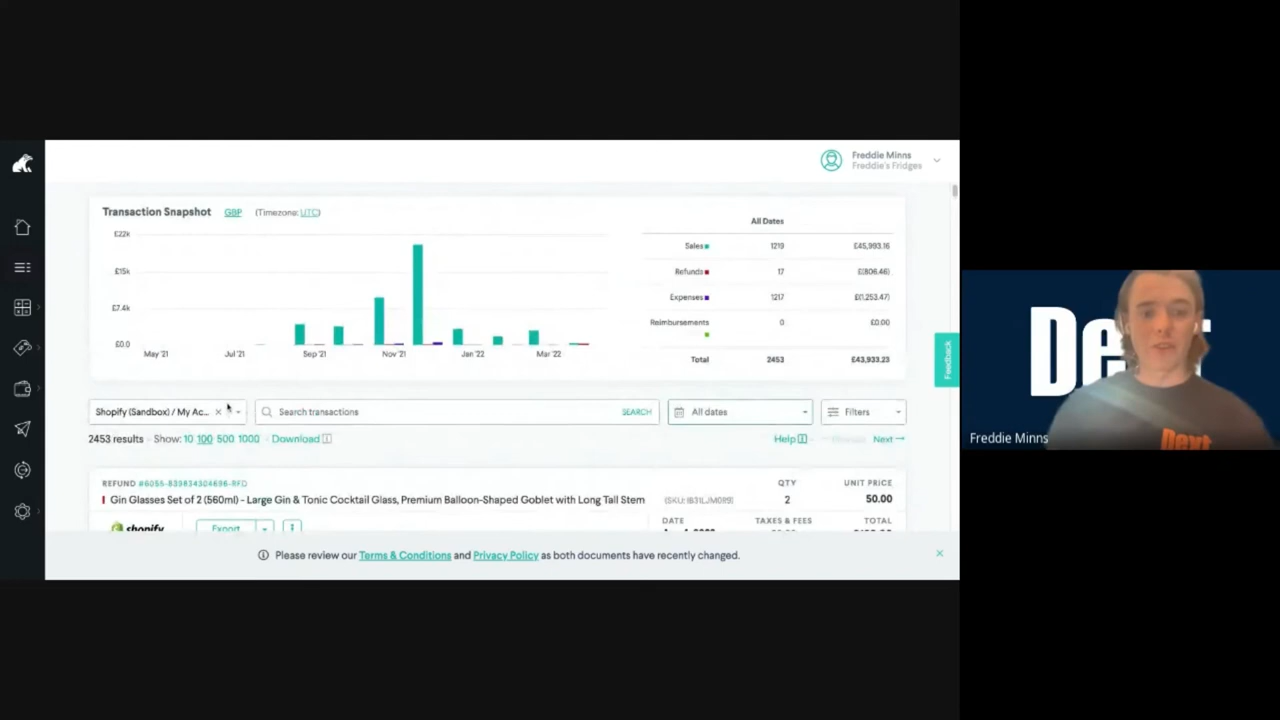 Freddie Minns
Freddie's Fridges
Transaction Snapshot GBP (Timezone: UTC)
All Dates
£22k
Sales 1219 £45,993.16
£15k
Refunds 17 £(806.46)
Expenses 1217 £(1,253.47)
£7.4k
Reimbursements 0 £0.00
£0.0
May '21 Jul '21 Sep '21 Nov '21 Jan '22 Mar '22
Total 2453 £43,933.23
Feedback
Shopify (Sandbox) / My Ac... × Search transactions SEARCH All dates Filters
2453 results Show: 10 100 500 1000 Download Help Next →
REFUND #6055-839834304696-RFD QTY UNIT PRICE
Gin Glasses Set of 2 (560ml) - Large Gin & Tonic Cocktail Glass, Premium Balloon-Shaped Goblet with Long Tall Stem 2 50.00
DATE TAXES & FEES TOTAL
shopify Export
Please review our Terms & Conditions and Privacy Policy as both documents have recently changed. ×
De
Dext
Freddie Minns